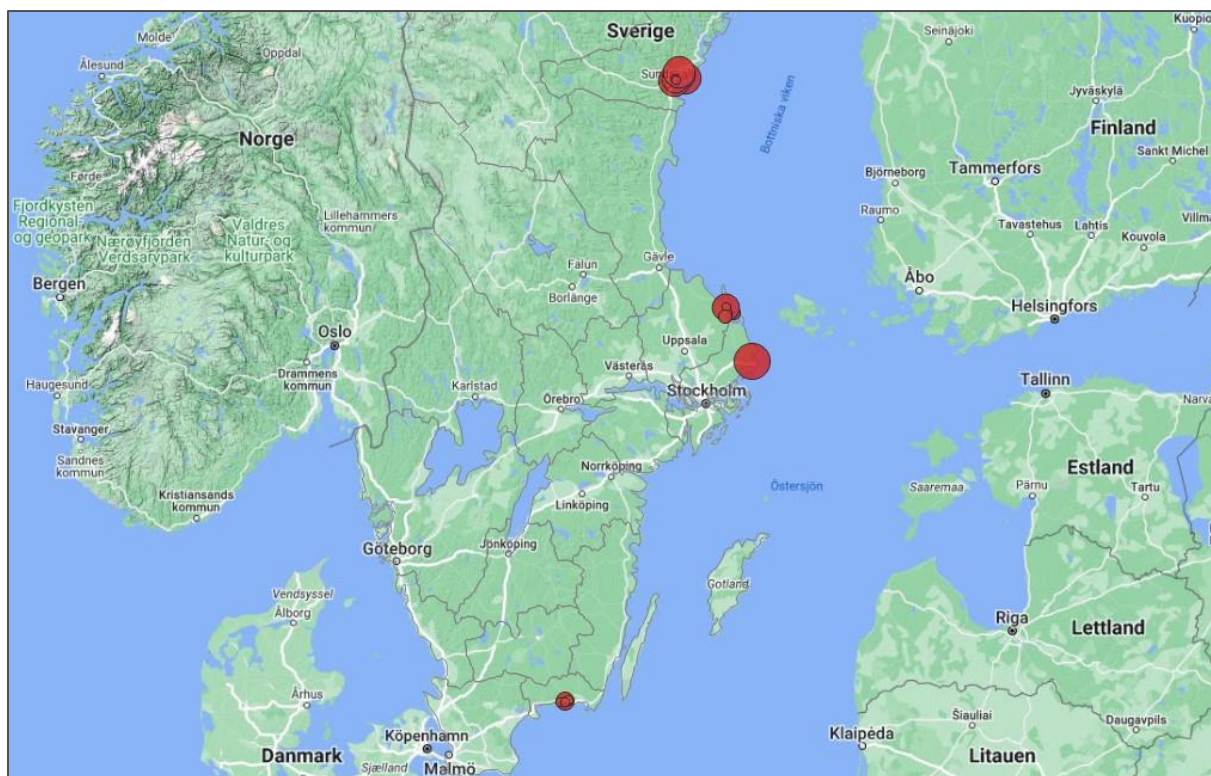 Molde
Ålesund
Oppdal
Sverige
Seinäjoki
Kuopio
Sund
Norge
Bottniska viken
Jyväskylä
Finland
Førde
Björneborg
Tammerfors
Sankt Michel
Fjordkysten
Regional-
og geopark
Nærøyfjorden
Verdsarvpark
Valdres
Natur- og
kulturpark
Lillehammers
kommun
Raumo
Tavastehus
Lahtis
Villma
Kouvola
Bergen
Falun
Gävle
Borlänge
Åbo
Helsingfors
Oslo
Uppsala
Drammens
kommun
Västerås
Haugesund
Karlstad
Örebro
Stockholm
Tallinn
Narva
Stavanger
Sandnes
kommun
Norrköping
Estland
Kristiansands
kommun
Linköping
Östersjön
Saaremaa
Pärnu
Tartu
Göteborg
Jönköping
Gotland
Vendsyssel
Ålborg
Riga
Lettland
Århus
Šiauliai
Daugavpils
Köpenhamn
Klaipėda
Danmark
Sjælland
Malmö
Litauen